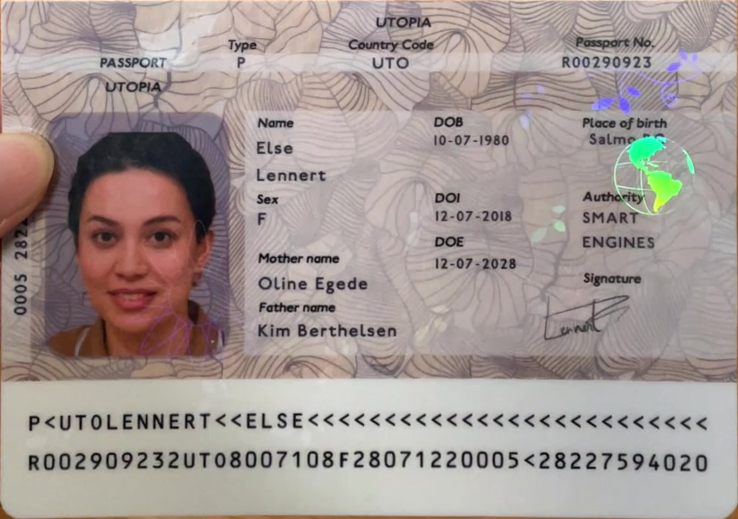 UTOPIA
Type Country Code Passport No.
PASSPORT P UTO R00290923
UTOPIA
Name
Else
Lennert
Sex
F
Mother name
Oline Egede
Father name
Kim Berthelsen
DOB
10-07-1980
DOI
12-07-2018
DOE
12-07-2028
Place of birth
Salmo
Authority
SMART
ENGINES
Signature
Lennert
0005 282
P<UTOLENNERT<<ELSE<<<<<<<<<<<<<<<<<<<<<<<<<<
R002909232UTO8007108F28071220005<28227594020